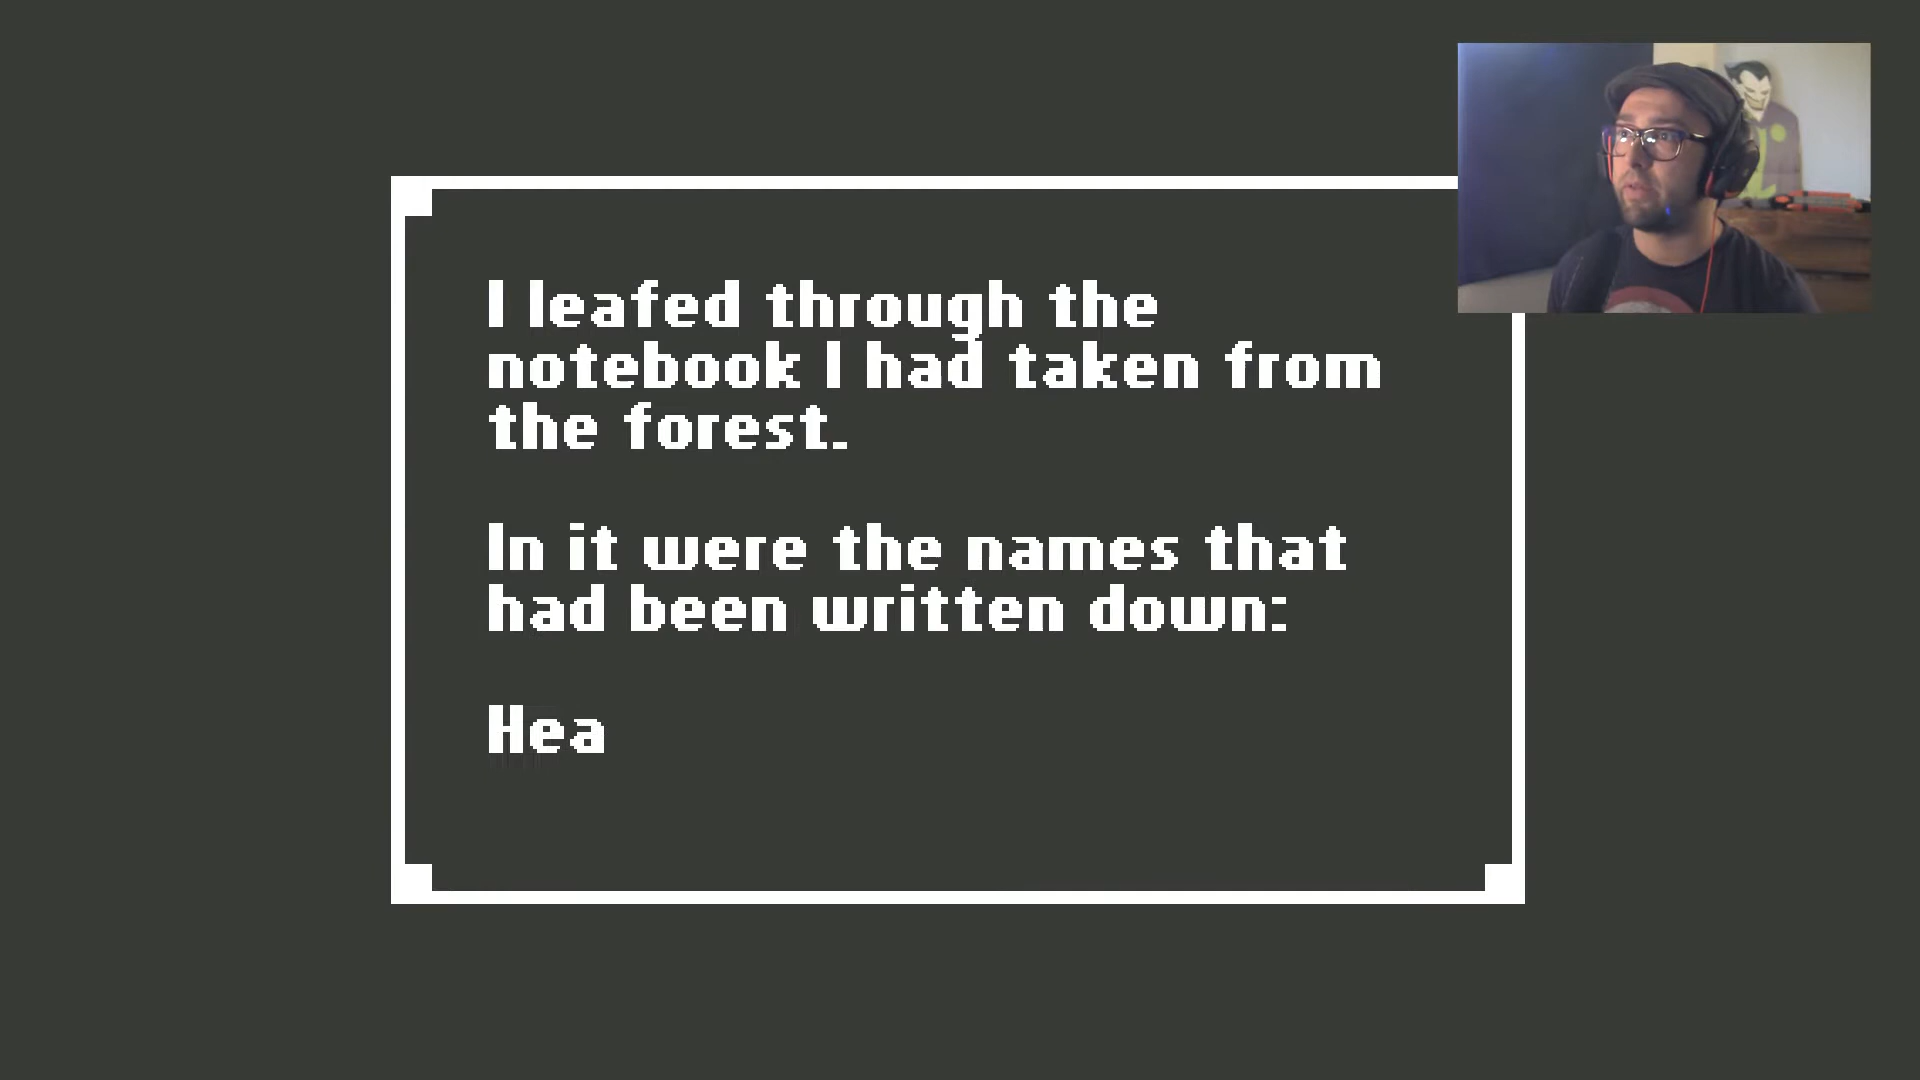 I leafed through the
notebook I had taken from
the forest.
In it were the names that
had been written down:
Hea